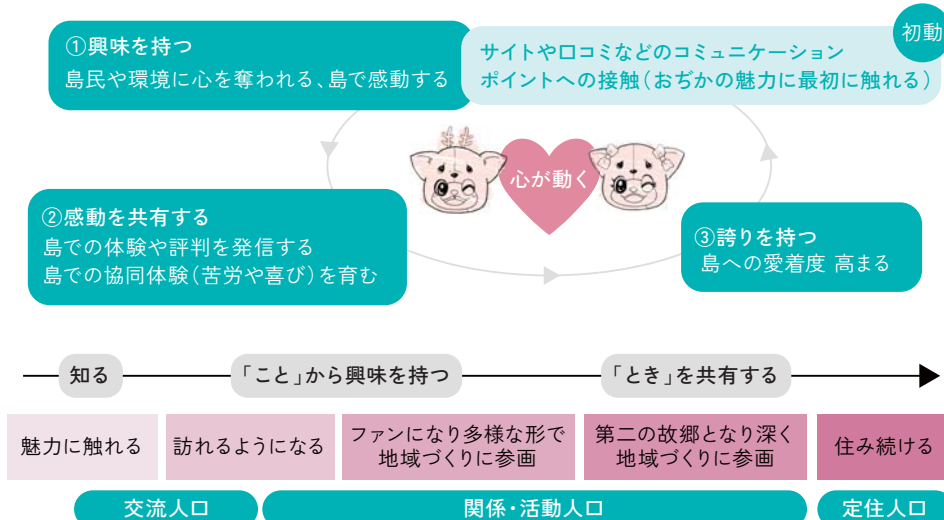 初動
①興味を持つ
島民や環境に心を奪われる、島で感動する
サイトや口コミなどのコミュニケーション
ポイントへの接触(おぢかの魅力に最初に触れる)
心が動く
②感動を共有する
島での体験や評判を発信する
島での協同体験(苦労や喜び)を育む
③誇りを持つ
島への愛着度 高まる
知る
「こと」から興味を持つ
「とき」を共有する
魅力に触れる
訪れるようになる
ファンになり多様な形で
地域づくりに参画
第二の故郷となり深く
地域づくりに参画
住み続ける
交流人口
関係・活動人口
定住人口